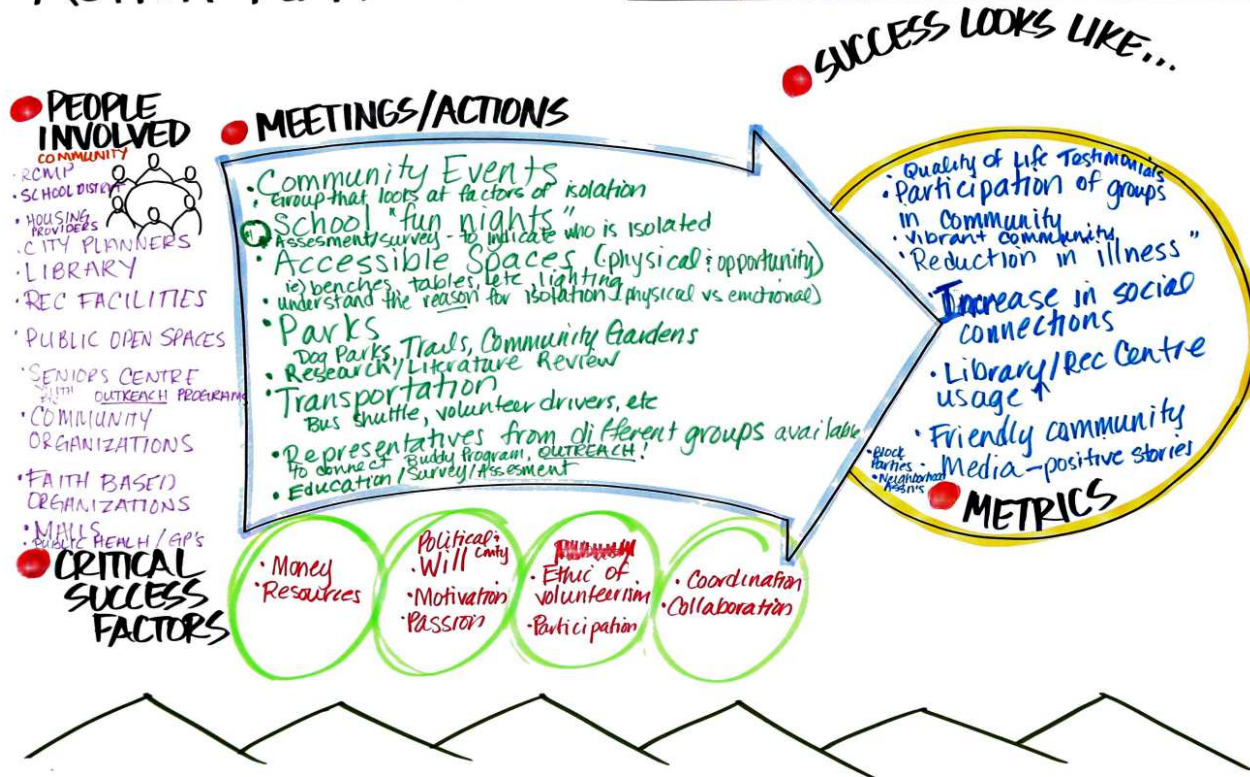 SUCCESS LOOKS LIKE...
PEOPLE
INVOLVED
COMMUNITY
· RCMP
· SCHOOL DISTRICT
· HOUSING
PROVIDERS
· CITY PLANNERS
· LIBRARY
· REC FACILITIES
· PUBLIC OPEN SPACES
· SENIORS CENTRE
OUTREACH PROGRAMS
· COMMUNITY
ORGANIZATIONS
· FAITH BASED
ORGANIZATIONS
· MALLS
· PUBLIC HEALTH / GP'S
MEETINGS/ACTIONS
· Community Events
· Group that looks at factors of isolation
· School "fun nights"
Assesment/survey - to indicate who is isolated
· Accessible Spaces (physical & opportunity)
ie) benches, tables, etc, lighting
· understand the reason for isolation (physical vs emotional)
· Parks
Dog Parks, Trails, Community Gardens
· Research/Literature Review
· Transportation
Bus shuttle, volunteer drivers, etc
· Representatives from different groups available
to connect Buddy Program, OUTREACH!
· Education/Survey/Assesment
· Quality of Life Testimonials
· Participation of groups
in community
· vibrant community
· Reduction in illness "
· Increase in social
connections
· Library/Rec Centre
usage ↑
· Friendly community
· Media-positive stories
· Block
Parties
· Neighborhood
Assn's
METRICS
CRITICAL
SUCCESS
FACTORS
· Money
· Resources
Political &
· Will Cmty
· Motivation
· Passion
· Ethic of
volunteerism
· Participation
· Coordination
· Collaboration